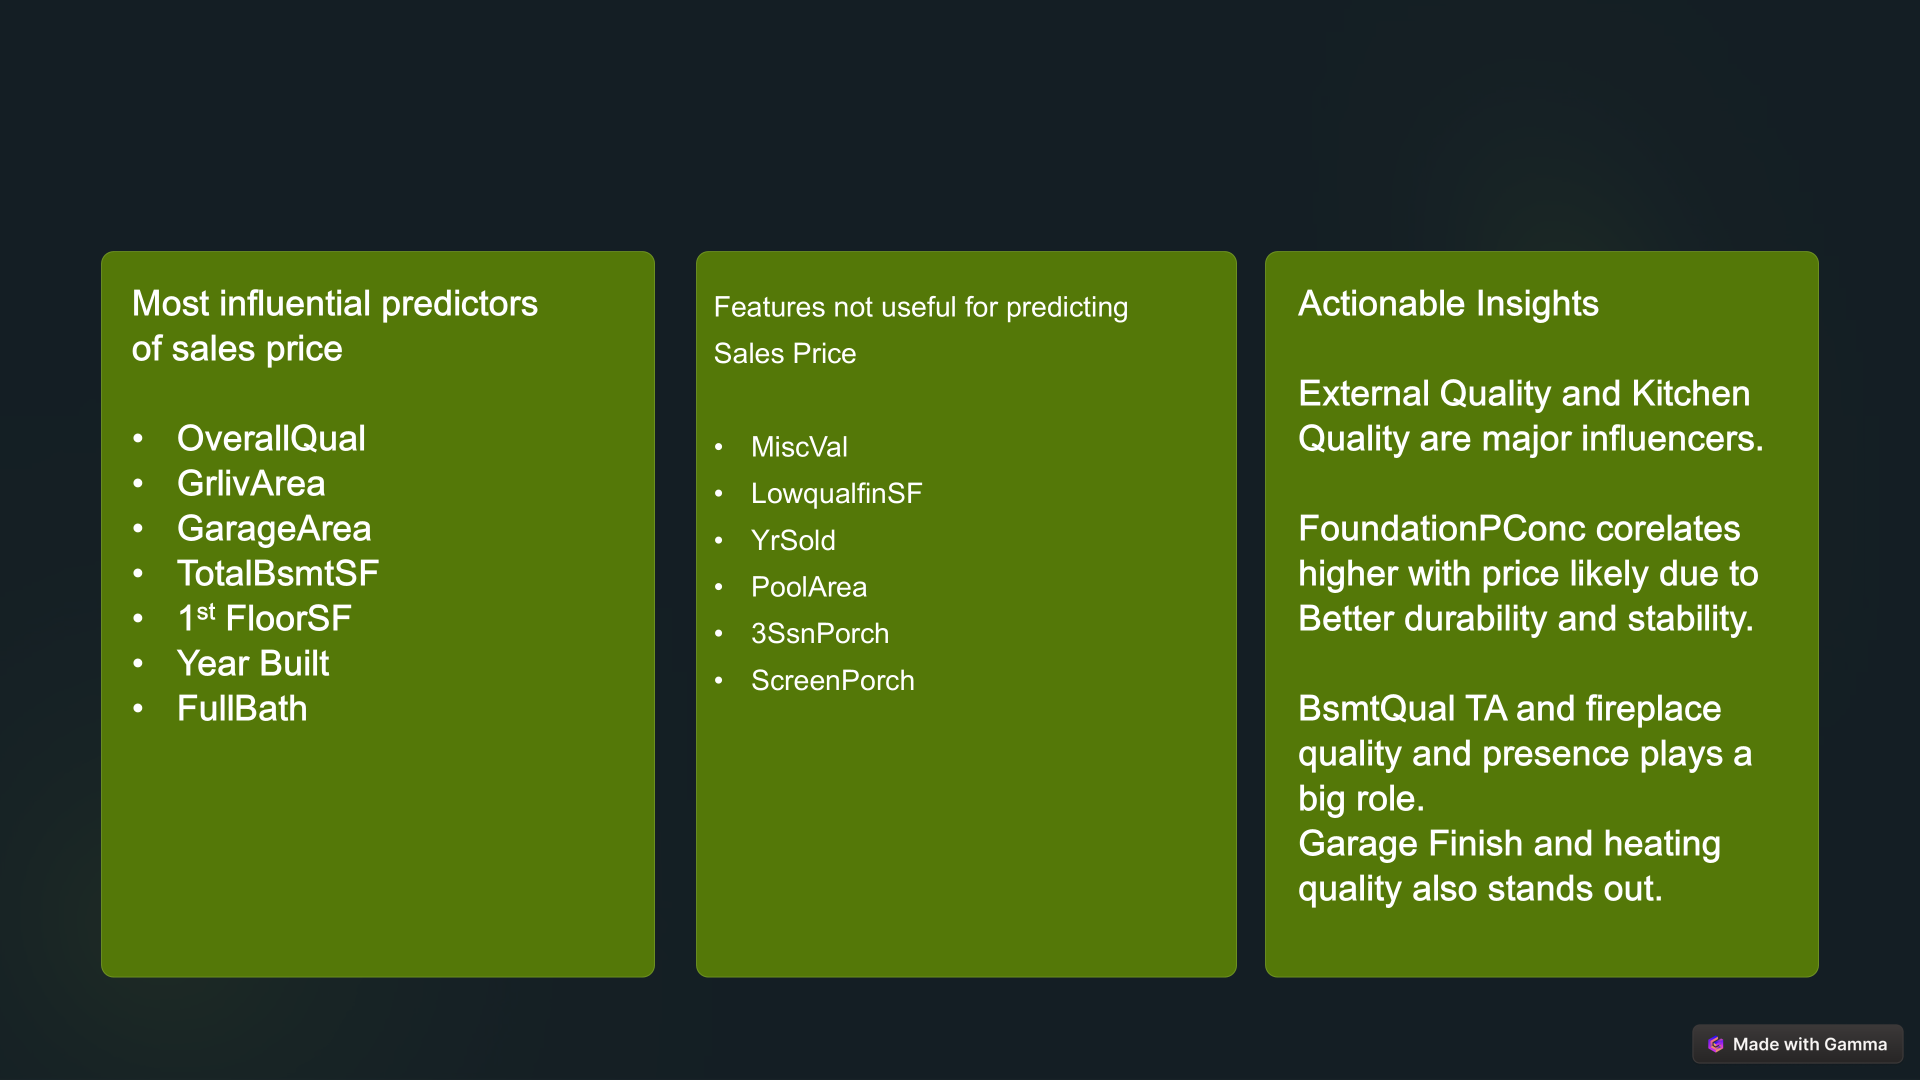 Most influential predictors
of sales price
• OverallQual
• GrlivArea
• GarageArea
• TotalBsmtSF
• 1st FloorSF
• Year Built
• FullBath
Features not useful for predicting
Sales Price
• MiscVal
• LowqualfinSF
• YrSold
• PoolArea
• 3SsnPorch
• ScreenPorch
Actionable Insights
External Quality and Kitchen
Quality are major influencers.
FoundationPConc corelates
higher with price likely due to
Better durability and stability.
BsmtQual TA and fireplace
quality and presence plays a
big role.
Garage Finish and heating
quality also stands out.
Made with Gamma